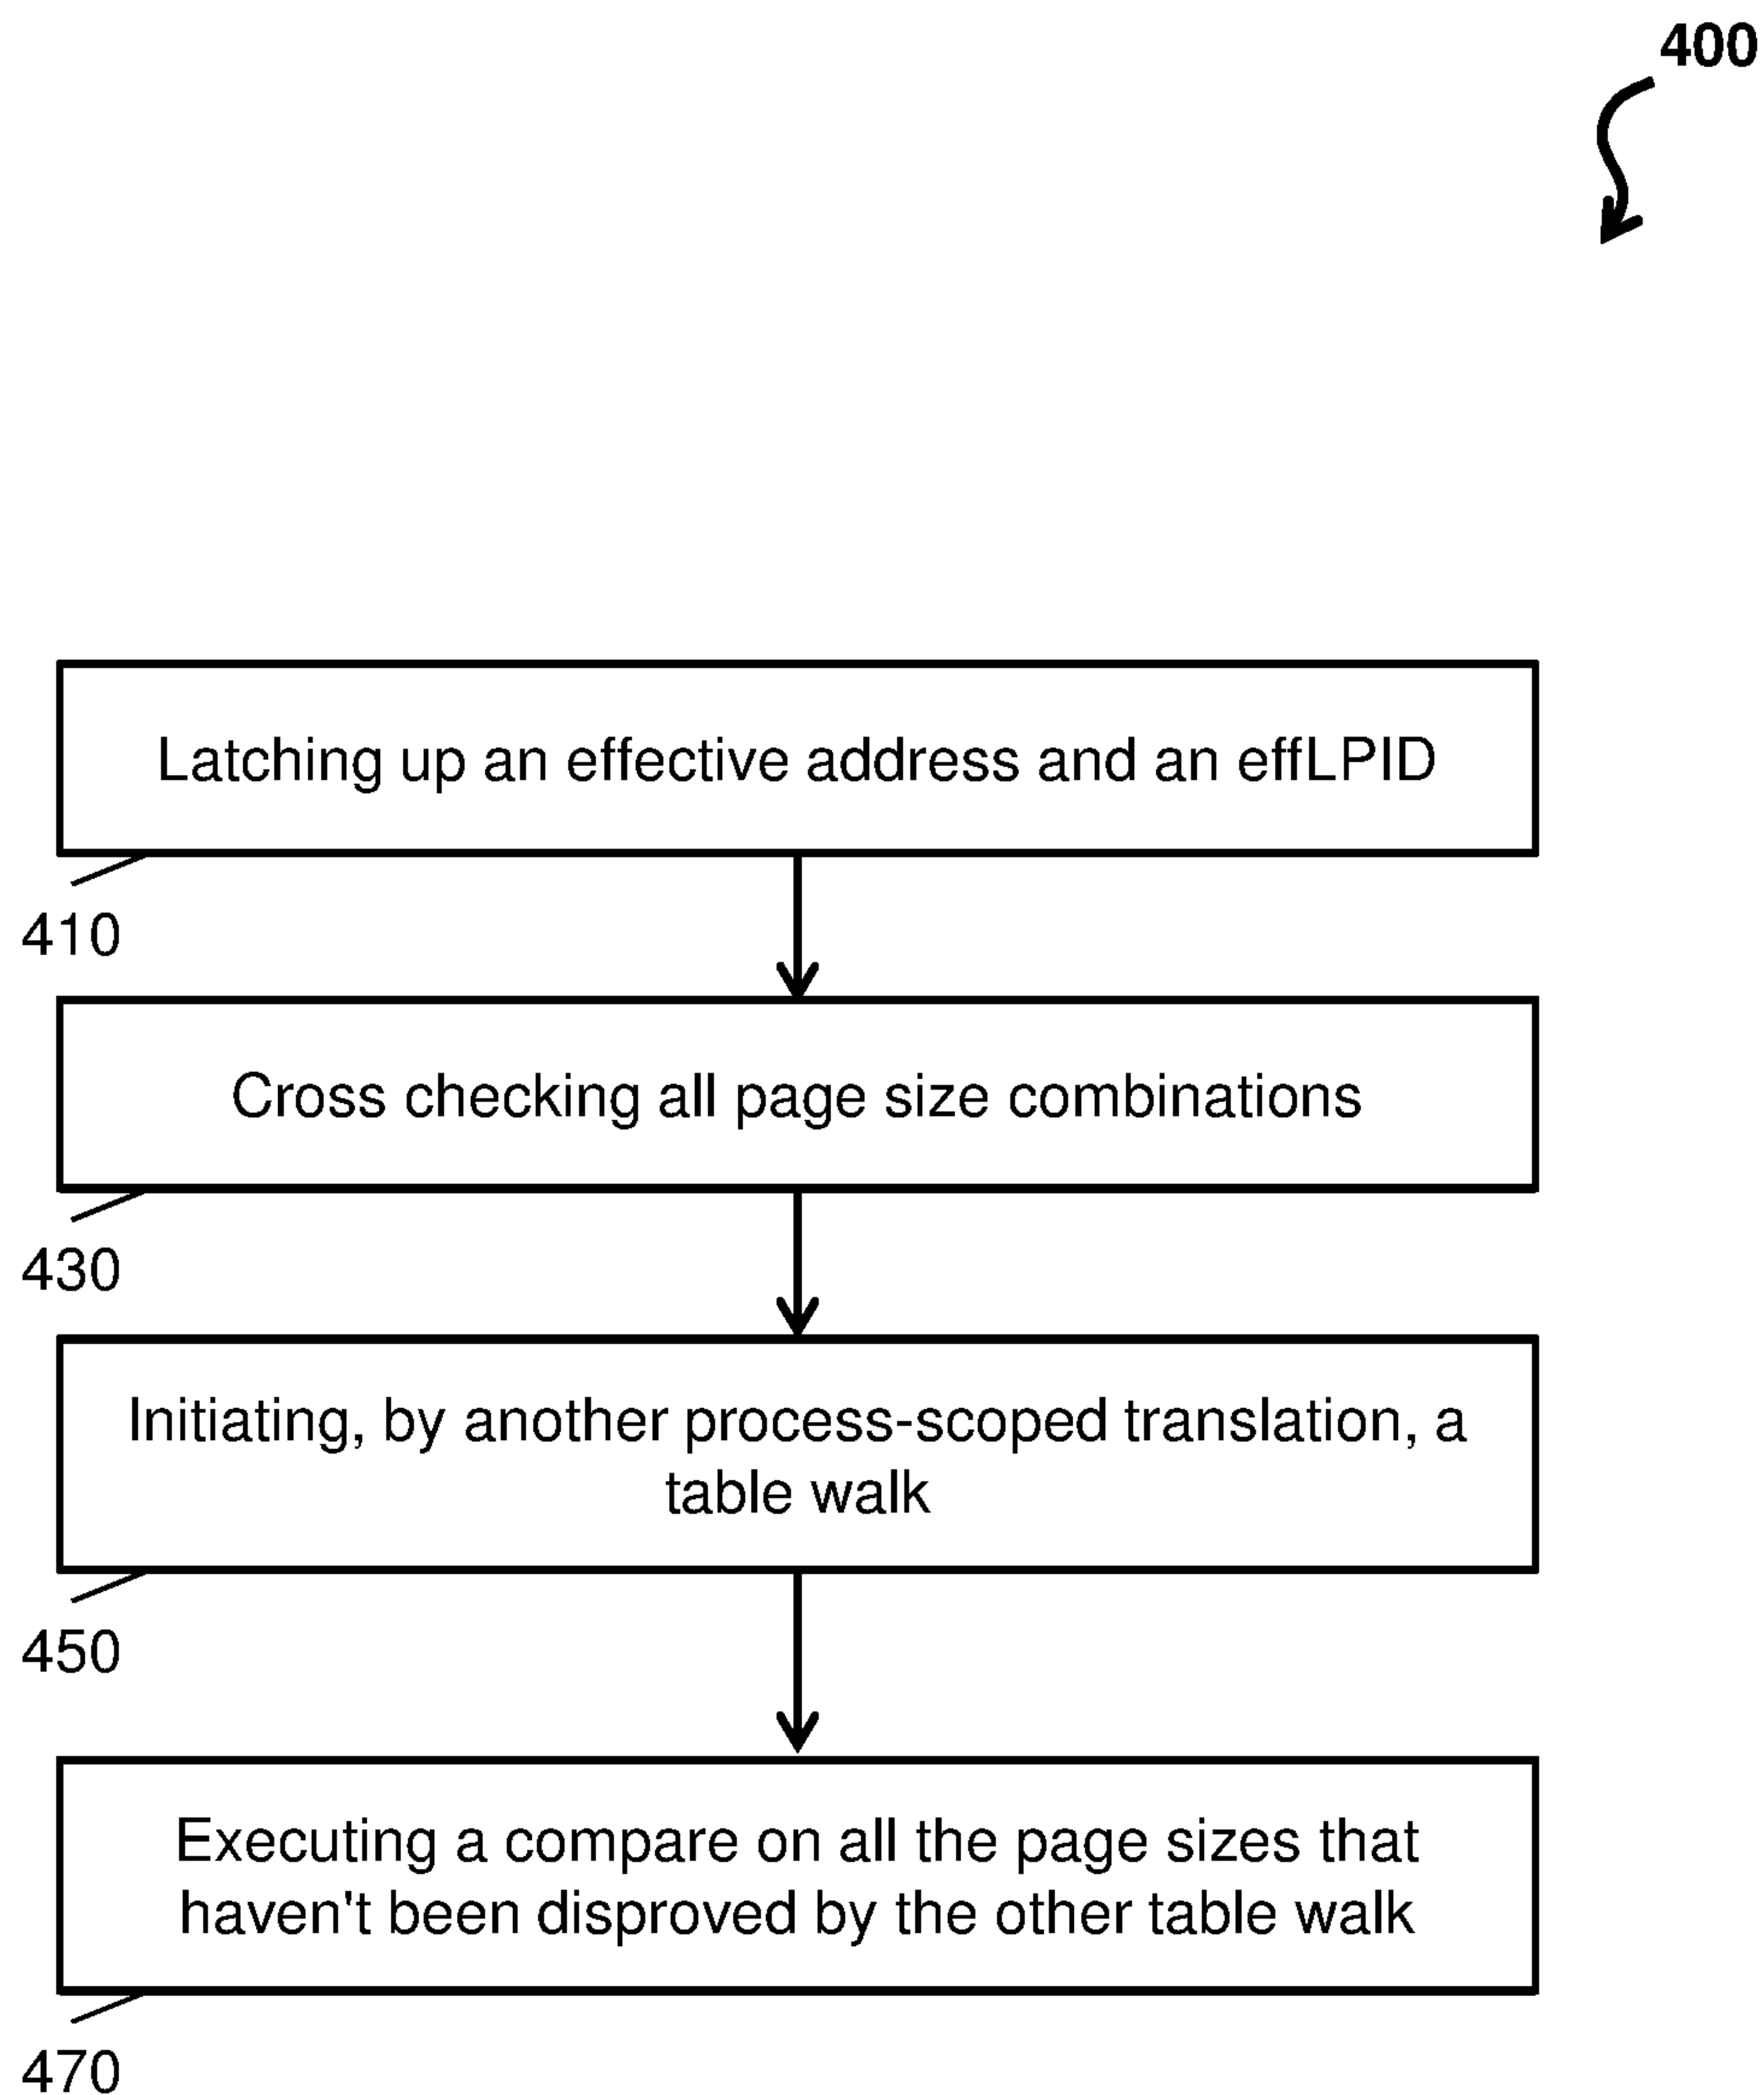 400
Latching up an effective address and an effLPID
410
Cross checking all page size combinations
430
Initiating, by another process-scoped translation, a
table walk
450
Executing a compare on all the page sizes that
haven't been disproved by the other table walk
470